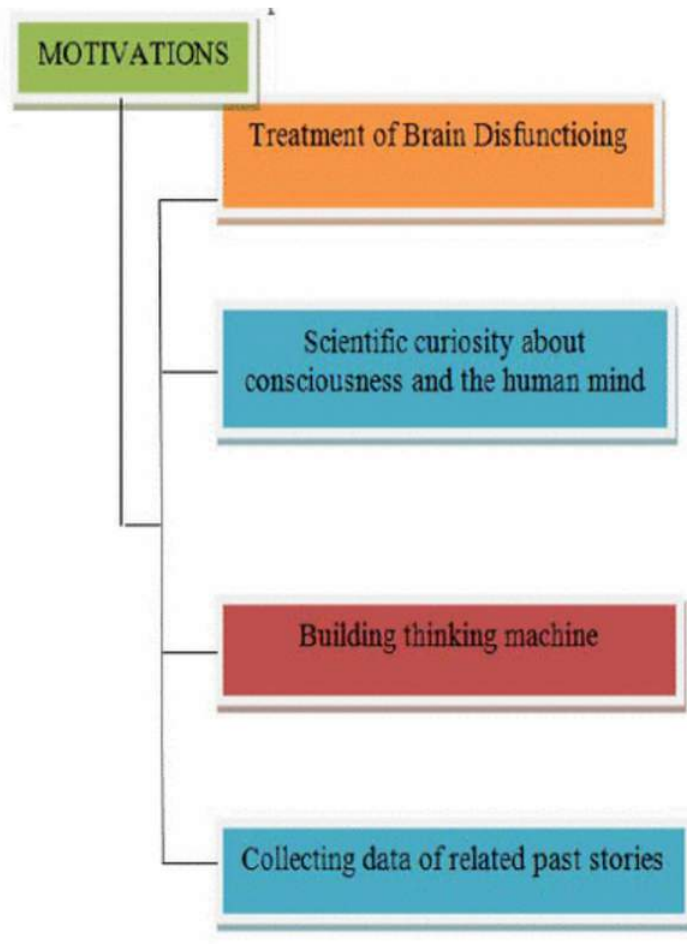 MOTIVATIONS
Treatment of Brain Disfunctioing
Scientific curiosity about
consciousness and the human mind
Building thinking machine
Collecting data of related past stories